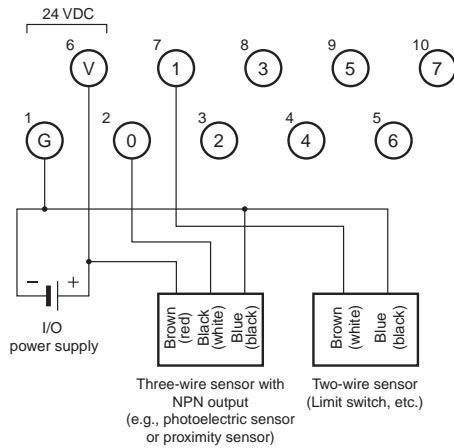 24 VDC
6 7 8 9 10
V 1 3 5 7
1 2 3 4 5
G 0 2 4 6
− +
I/O
power supply
Brown
(red)
Black
(white)
Blue
(black)
Brown
(white)
Blue
(black)
Three-wire sensor with
NPN output
(e.g., photoelectric sensor
or proximity sensor)
Two-wire sensor
(Limit switch, etc.)